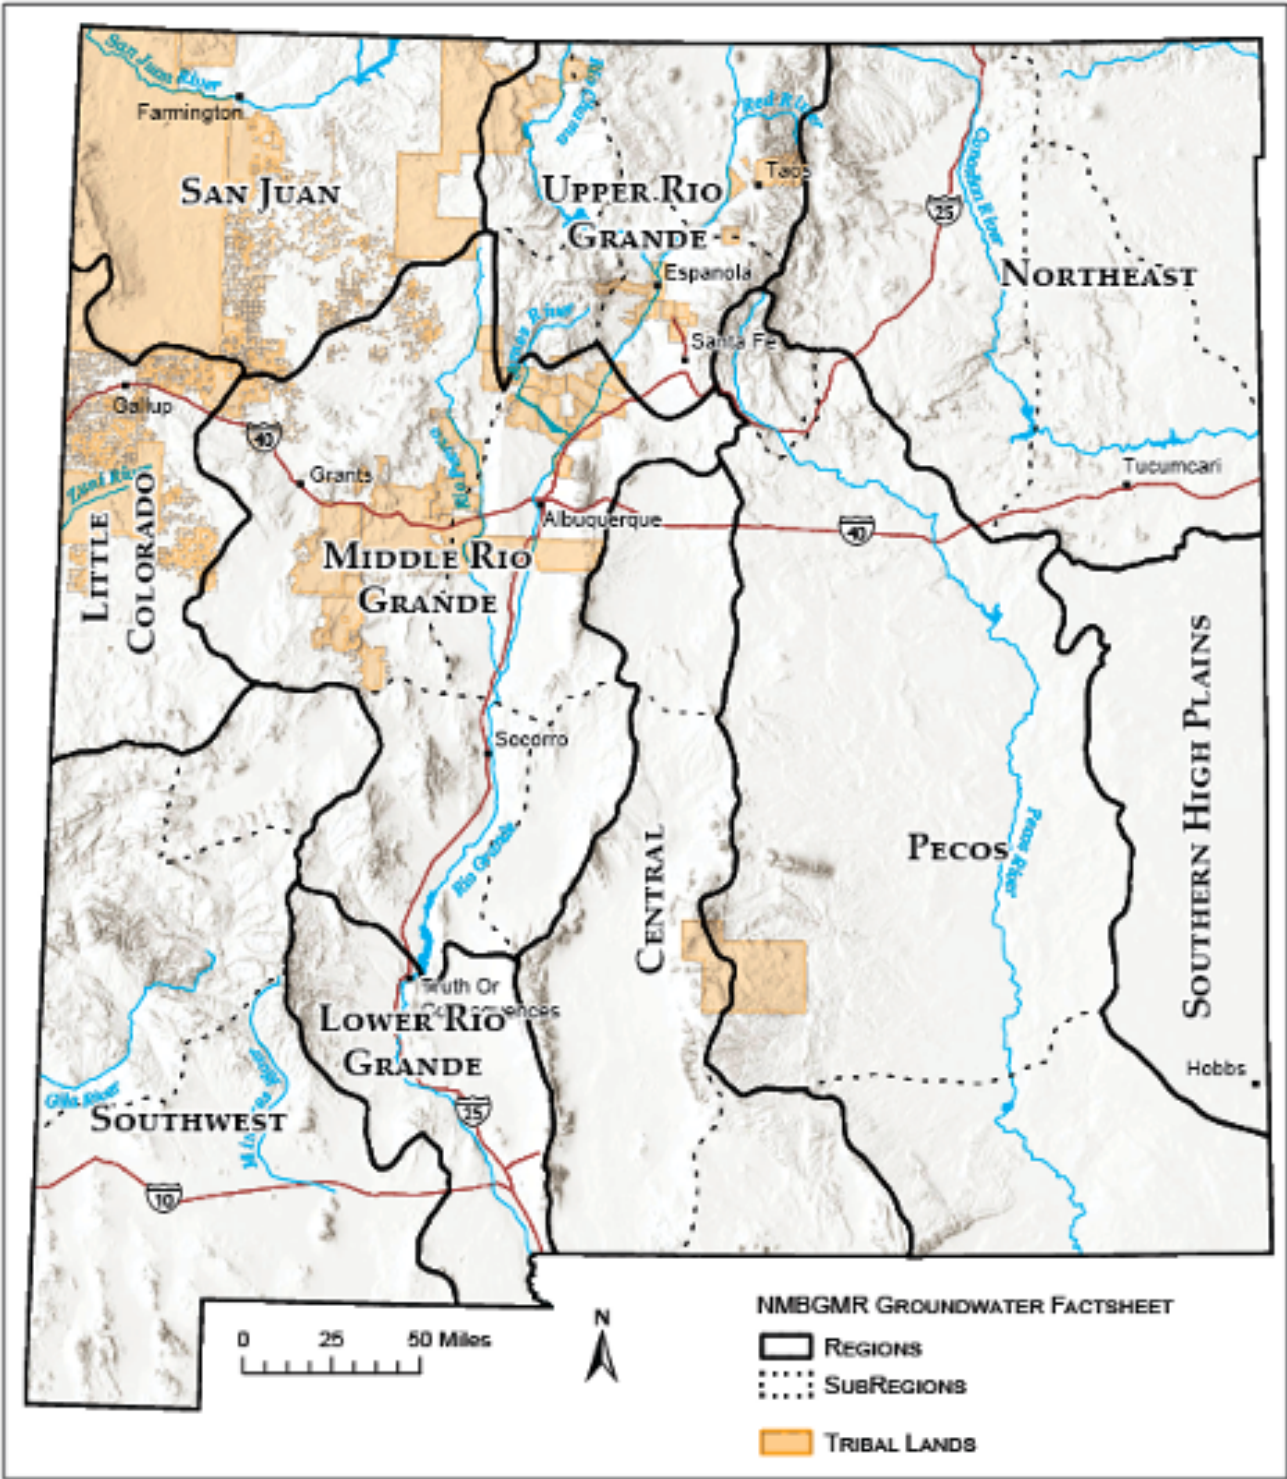 San Juan River
Farmington
SAN JUAN
Rio Chama
Red River
Taos
UPPER RIO
GRANDE
Espanola
25
Canadian River
NORTHEAST
Santa Fe
Gallup
40
Grants
Zuni River
LITTLE
COLORADO
Albuquerque
Tucumcari
40
MIDDLE RIO
GRANDE
Socorro
Rio Grande
CENTRAL
PECOS
Pecos River
SOUTHERN HIGH PLAINS
Truth Or
Consequences
LOWER RIO
GRANDE
25
Gila River
SOUTHWEST
10
Hobbs
N
0 25 50 Miles
NMBGMR GROUNDWATER FACTSHEET
REGIONS
SUBREGIONS
TRIBAL LANDS